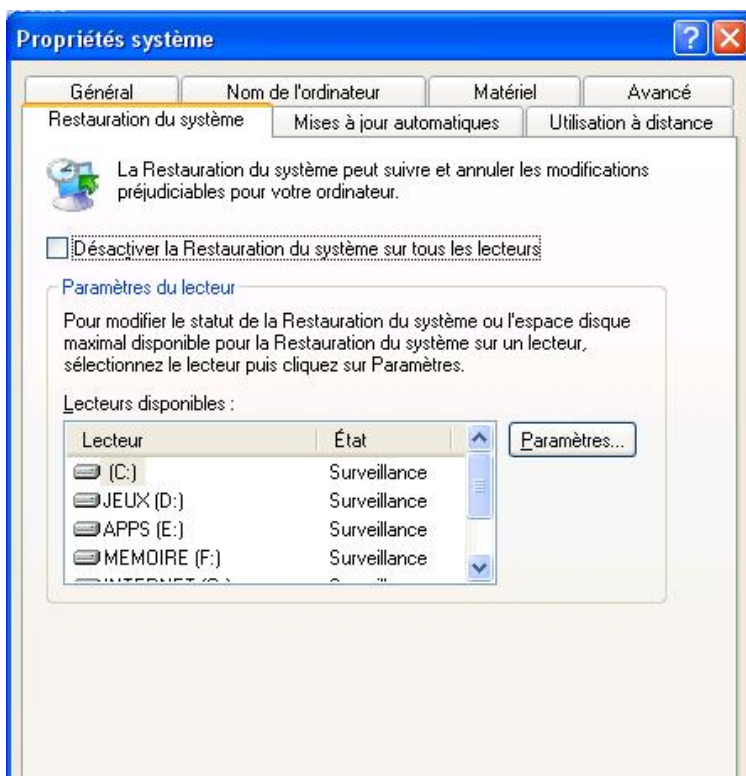 Propriétés système
Général Nom de l'ordinateur Matériel Avancé
Restauration du système Mises à jour automatiques Utilisation à distance
La Restauration du système peut suivre et annuler les modifications
préjudiciables pour votre ordinateur.
Désactiver la Restauration du système sur tous les lecteurs
Paramètres du lecteur
Pour modifier le statut de la Restauration du système ou l'espace disque
maximal disponible pour la Restauration du système sur un lecteur,
sélectionnez le lecteur puis cliquez sur Paramètres.
Lecteurs disponibles :
Lecteur État Paramètres...
(C:) Surveillance
JEUX (D:) Surveillance
APPS (E:) Surveillance
MEMOIRE (F:) Surveillance